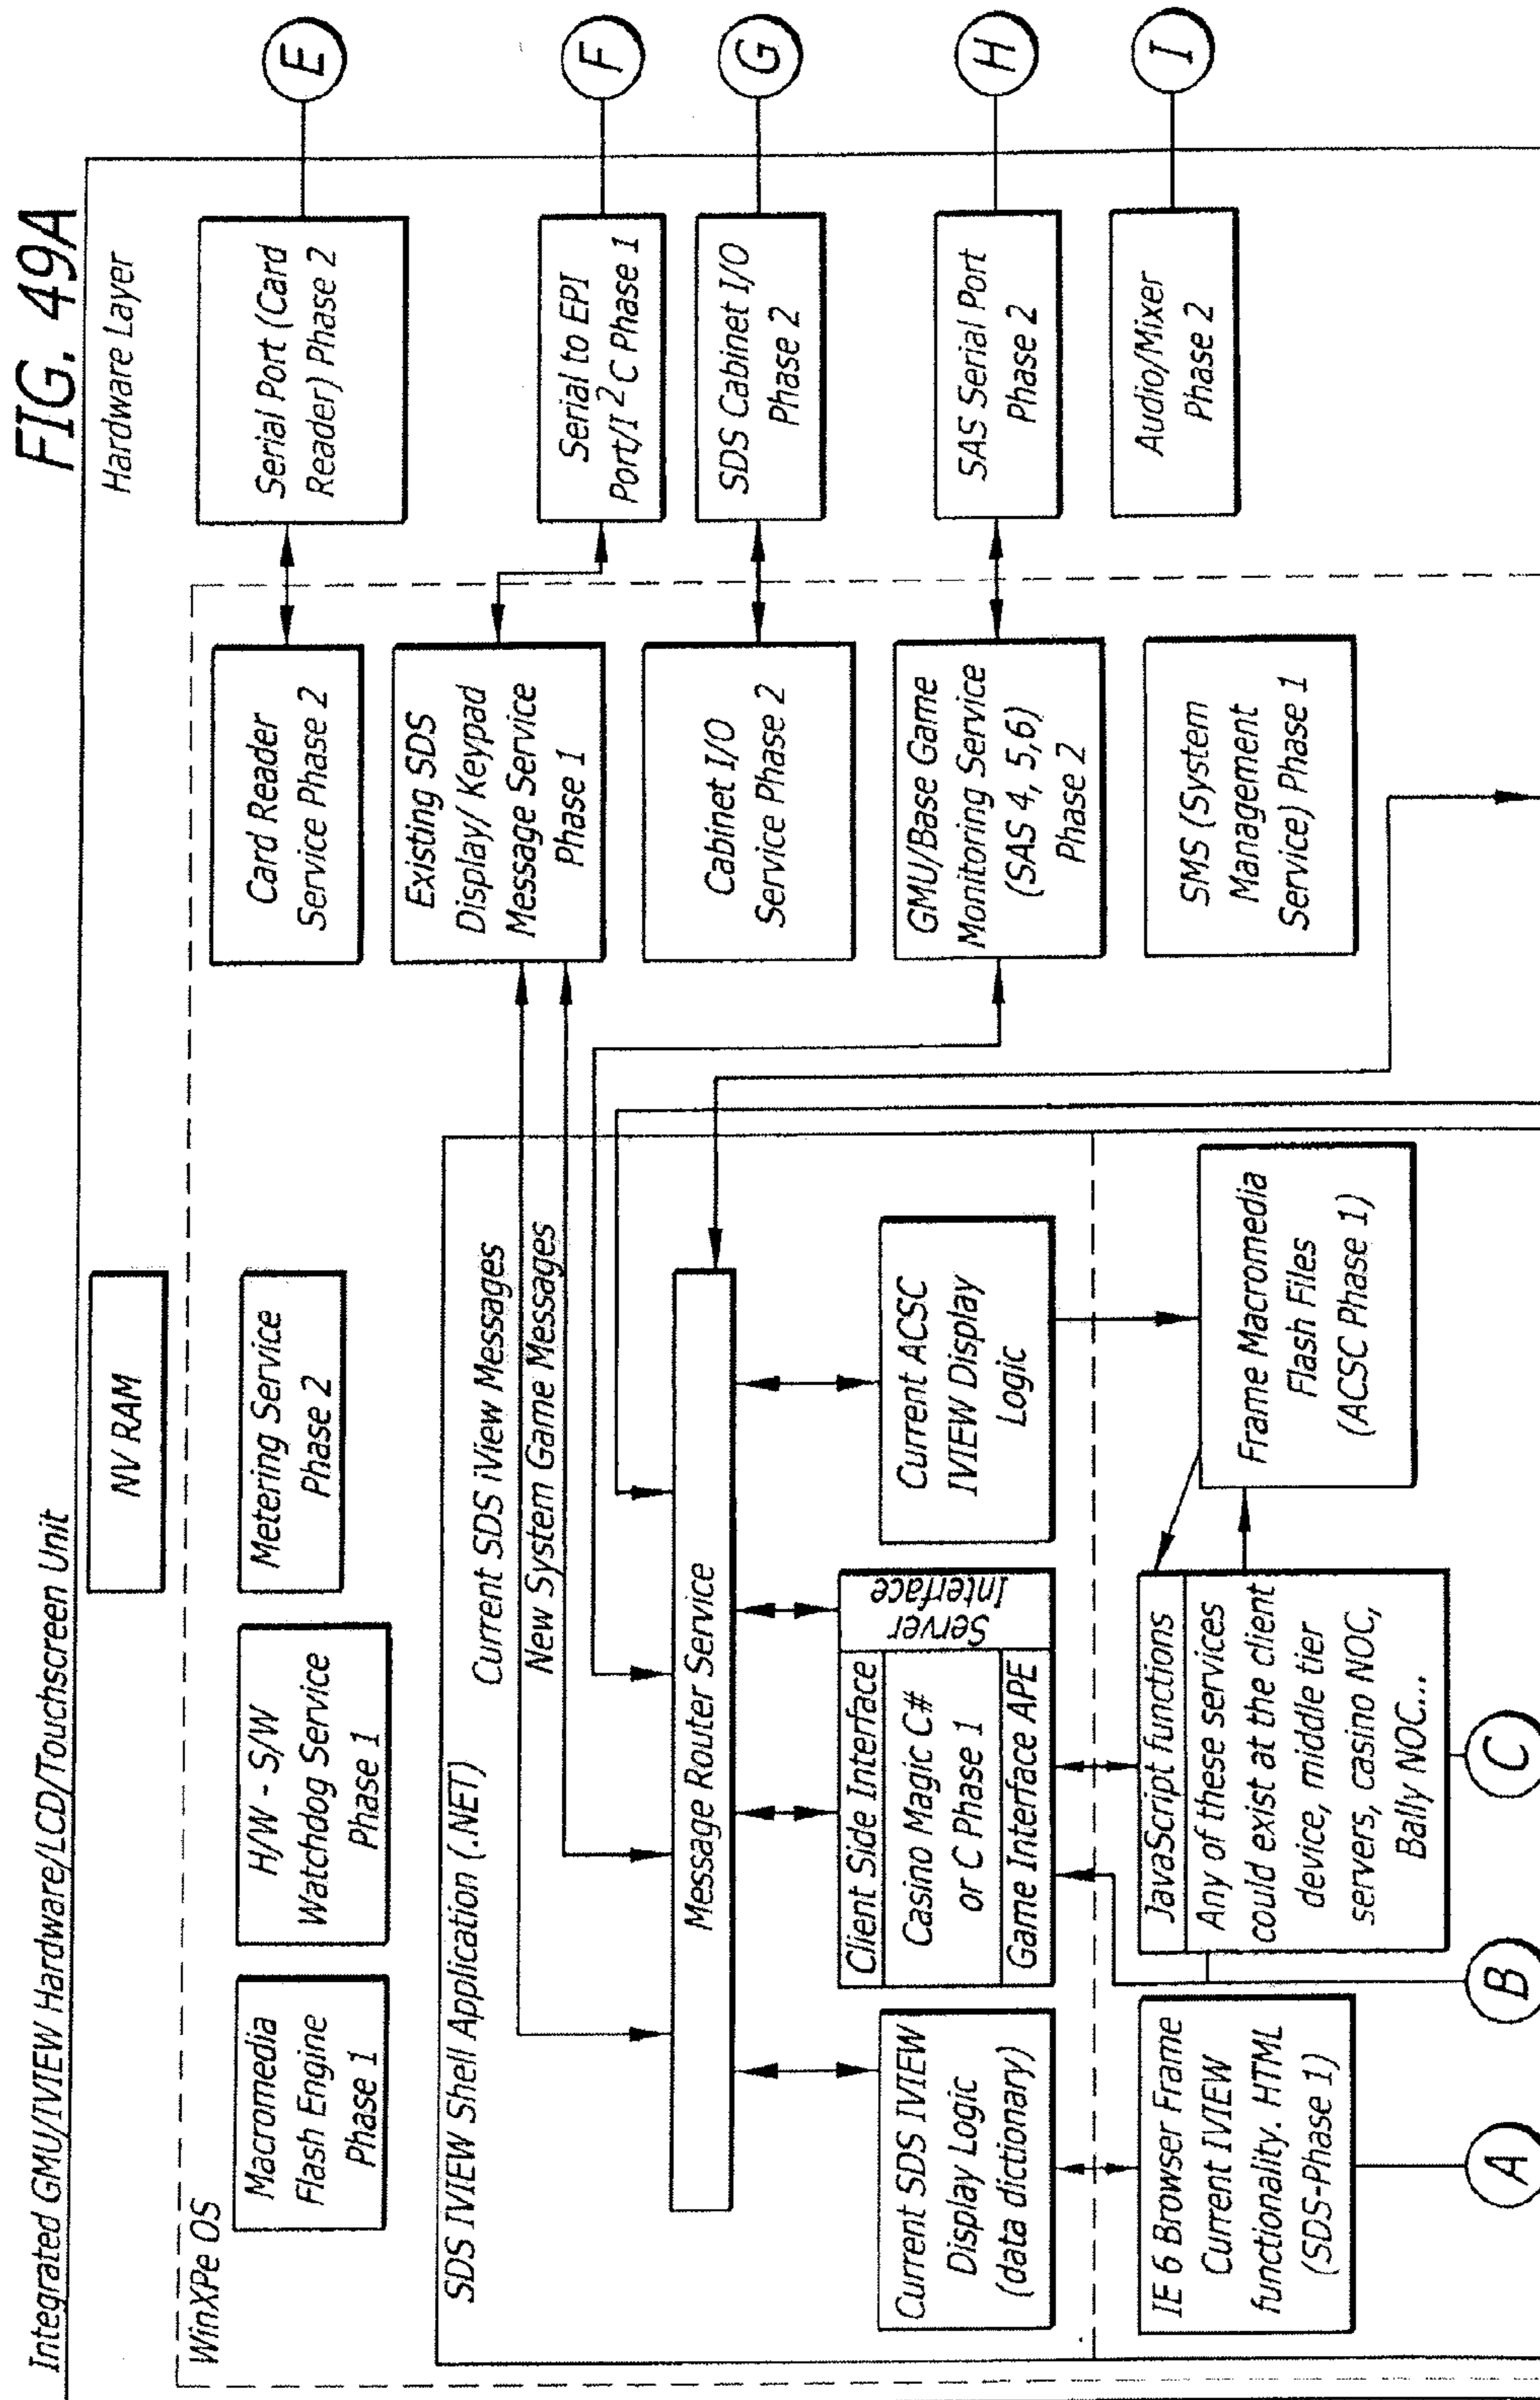 FIG. 49A
Integrated GMU/IVIEW Hardware/LCD/Touchscreen Unit
Hardware Layer
NV RAM
WinXPe OS
Macromedia
Flash Engine
Phase 1
H/W - S/W
Watchdog Service
Phase 1
Metering Service
Phase 2
Card Reader
Service Phase 2
Serial Port (Card
Reader) Phase 2
E
Existing SDS
Display/ Keypad
Message Service
Phase 1
Serial to EPI
Port/I²C Phase 1
F
Cabinet I/O
Service Phase 2
SDS Cabinet I/O
Phase 2
G
GMU/Base Game
Monitoring Service
(SAS 4, 5,6)
Phase 2
SAS Serial Port
Phase 2
H
SMS (System
Management
Service) Phase 1
Audio/Mixer
Phase 2
I
SDS IVIEW Shell Application (.NET)
Current SDS iView Messages
New System Game Messages
Message Router Service
Current SDS IVIEW
Display Logic
(data dictionary)
Client Side Interface
Casino Magic C#
or C Phase 1
Game Interface APE
Server
Interface
Current ACSC
IVIEW Display
Logic
IE 6 Browser Frame
Current IVIEW
functionality. HTML
(SDS-Phase 1)
JavaScript functions
Any of these services
could exist at the client
device, middle tier
servers, casino NOC,
Bally NOC...
Frame Macromedia
Flash Files
(ACSC Phase 1)
A
B
C